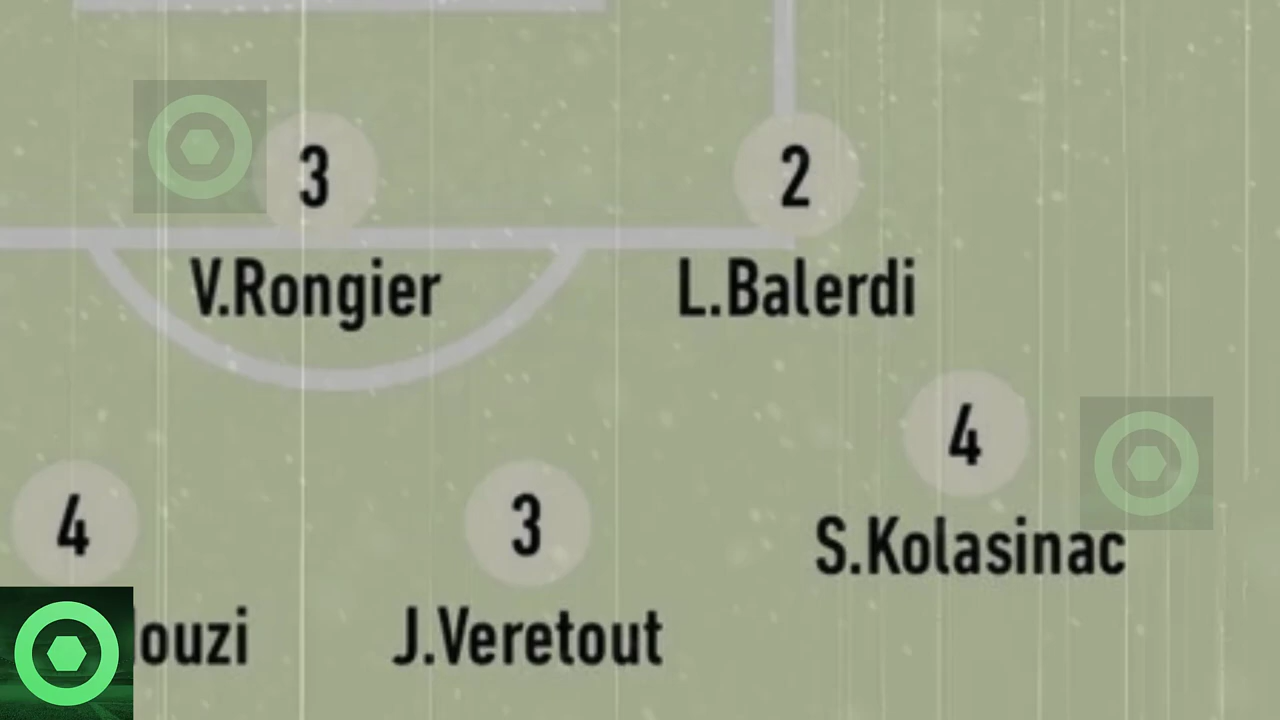 3 2
V.Rongier L.Balerdi
4
4 3
S.Kolasinac
J.Veretout